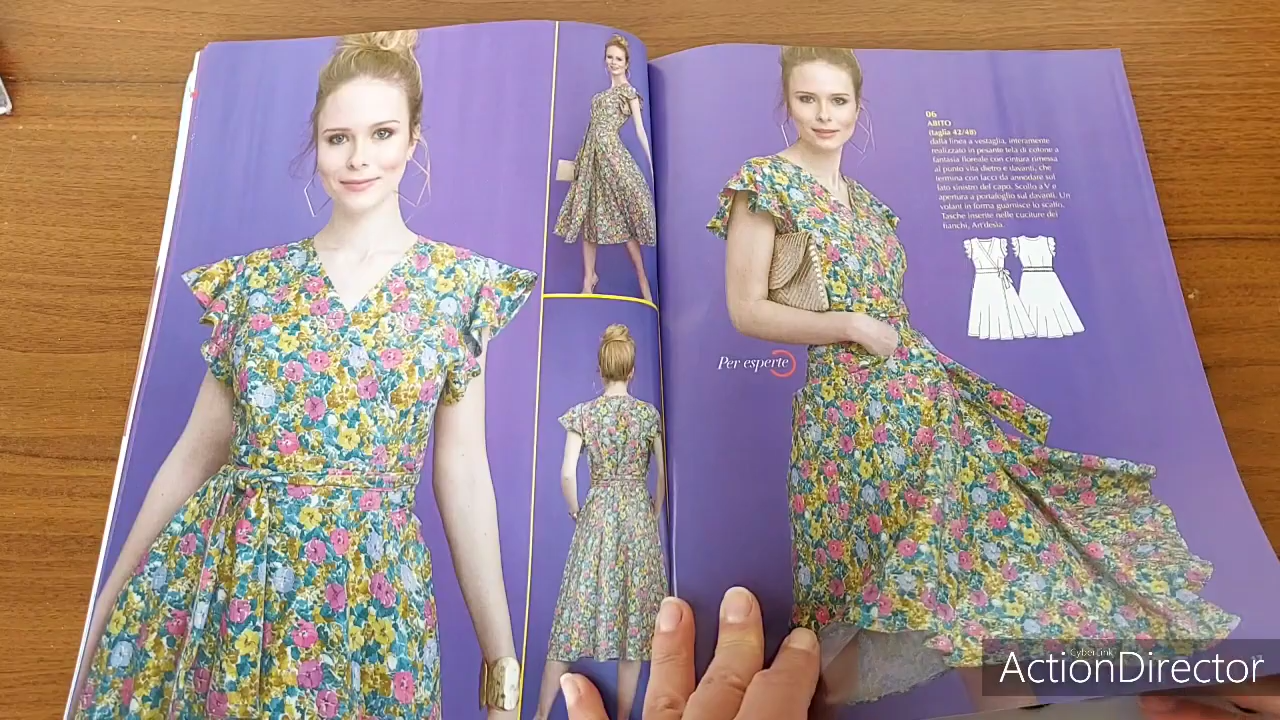 06
ABITO
(taglia 42/48)
dalla linea a vestaglia, interamente
realizzato in pesante tela di cotone a
fantasia floreale con cintura rimessa
al punto vita dietro e davanti, che
termina con lacci da annodare sul
lato sinistro del capo. Scollo a V e
apertura a portafoglio sul davanti. Un
volant in forma guarnisce lo scalfo.
Tasche inserite nelle cuciture dei
fianchi, Art'desia.
Per esperte
CyberLink
ActionDirector